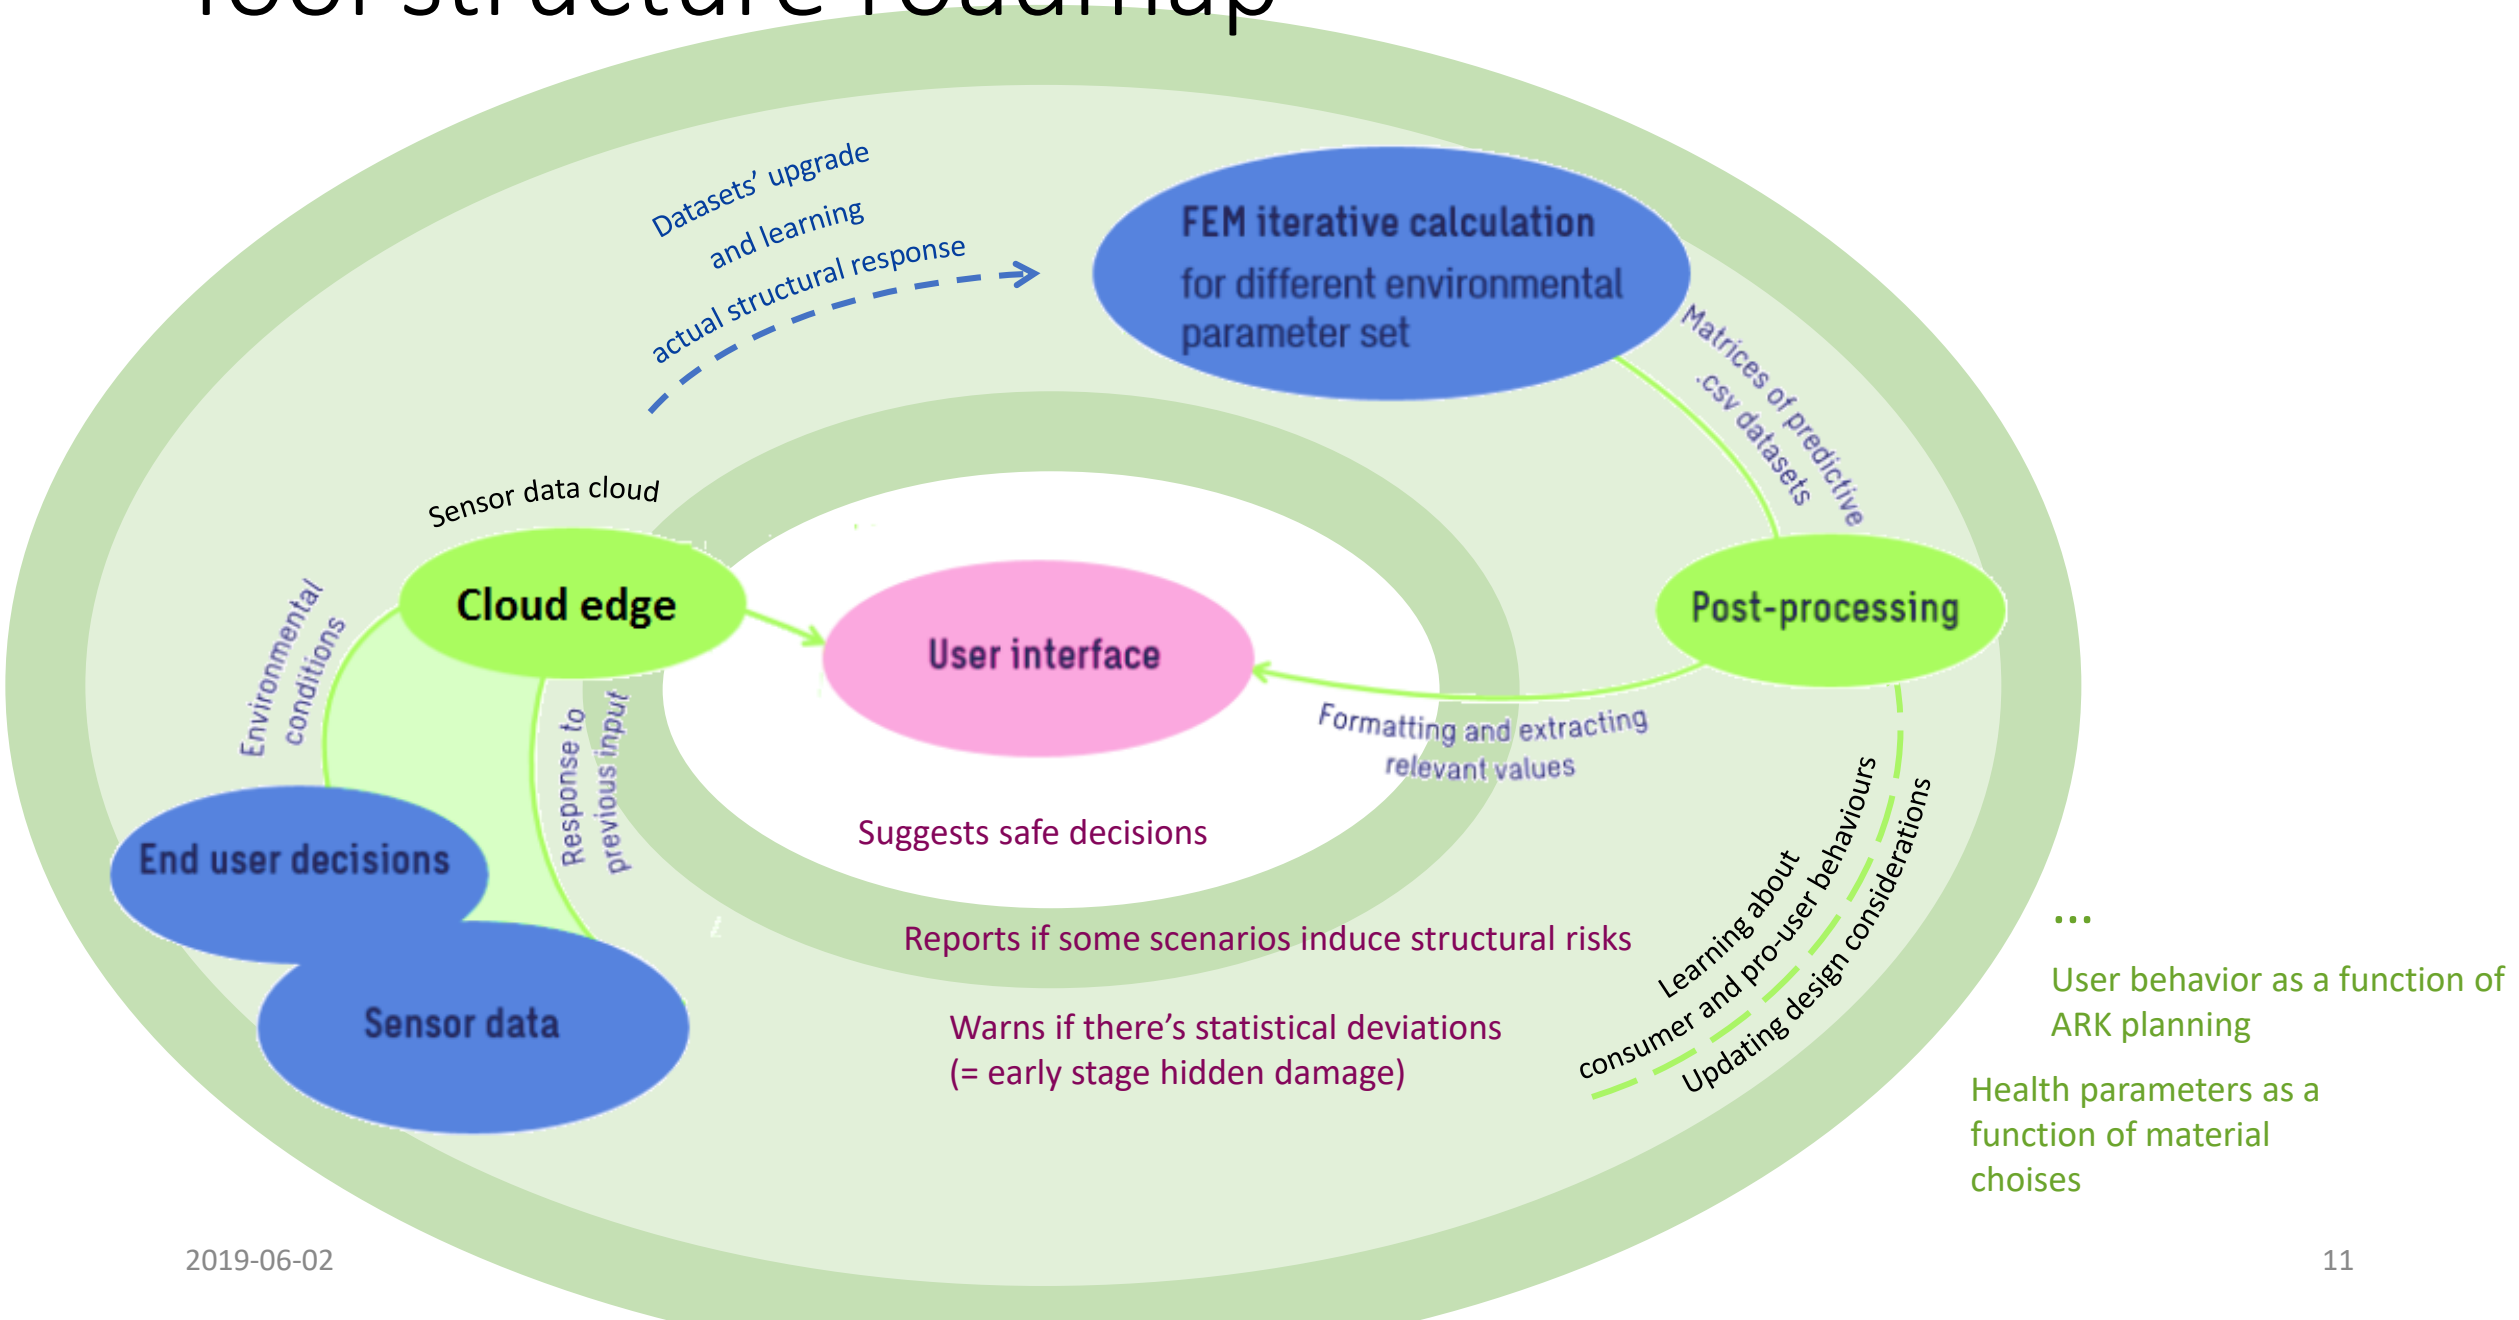 Tool structure roadmap
Datasets’ upgrade
and learning
actual structural response
FEM iterative calculation
for different environmental
parameter set
Matrices of predictive
.csv datasets
Sensor data cloud
Cloud edge
User interface
Post-processing
Environmental
conditions
Response to
previous input
Formatting and extracting
relevant values
End user decisions
Sensor data
Suggests safe decisions
Reports if some scenarios induce structural risks
Warns if there’s statistical deviations
(= early stage hidden damage)
Learning about
consumer and pro-user behaviours
Updating design considerations
...
User behavior as a function of
ARK planning
Health parameters as a
function of material
choises
2019-06-02
11